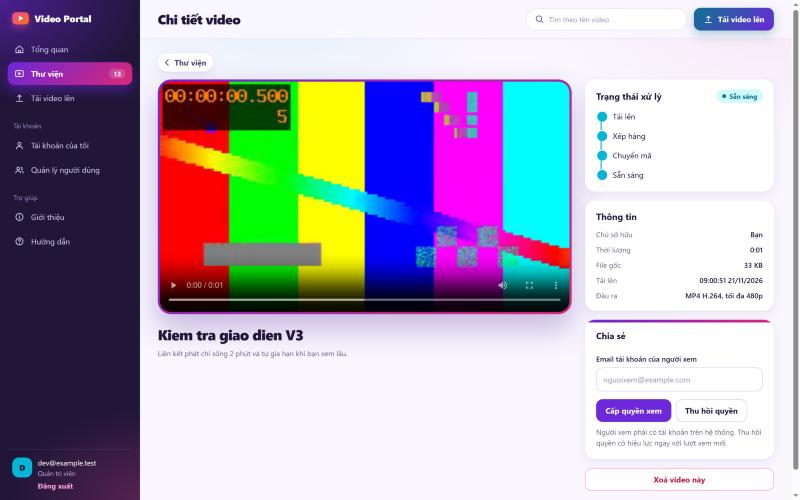 Video Portal
Tổng quan
Thư viện 13
Tải video lên
Tài khoản
Tài khoản của tôi
Quản lý người dùng
Trợ giúp
Giới thiệu
Hướng dẫn
D
dev@example.test
Quản trị viên
Đăng xuất
Chi tiết video
Tìm theo tên video
Tải video lên
Thư viện
00:00:00.500
5
0:00 / 0:01
Kiem tra giao dien V3
Liên kết phát chỉ sống 2 phút và tự gia hạn khi bạn xem lâu.
Trạng thái xử lý
Sẵn sàng
Tải lên
Xếp hàng
Chuyển mã
Sẵn sàng
Thông tin
Chủ sở hữu Bạn
Thời lượng 0:01
File gốc 33 KB
Tải lên 09:00:51 21/11/2026
Đầu ra MP4 H.264, tối đa 480p
Chia sẻ
Email tài khoản của người xem
nguoixem@example.com
Cấp quyền xem
Thu hồi quyền
Người xem phải có tài khoản trên hệ thống. Thu hồi
quyền có hiệu lực ngay với lượt xem mới.
Xoá video này